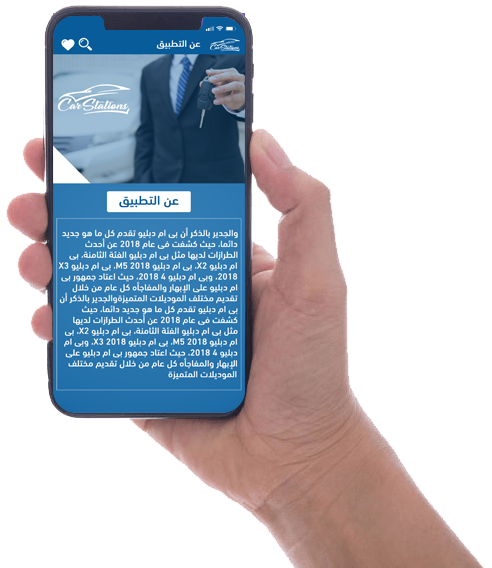 عن التطبيق
Car Stations
Car Stations
عن التطبيق
والجدير بالذكر أن بى ام دبليو تقدم كل ما هو جديد
دائما، حيث كشفت فى عام 2018 عن أحدث
الطرازات لديها مثل بى ام دبليو الفئة الثامنة، بى
ام دبليو X2، بى ام دبليو M5 2018، بى ام دبليو X3
2018، وبى ام دبليو 4 2018، حيث اعتاد جمهور بى
ام دبليو على الإبهار والمفاجأه كل عام من خلال
تقديم مختلف الموديلات المتميزةوالجدير بالذكر أن
بى ام دبليو تقدم كل ما هو جديد دائما، حيث
كشفت فى عام 2018 عن أحدث الطرازات لديها
مثل بى ام دبليو الفئة الثامنة، بى ام دبليو X2، بى
ام دبليو M5 2018، بى ام دبليو X3 2018، وبى ام
دبليو 4 2018، حيث اعتاد جمهور بى ام دبليو على
الإبهار والمفاجأه كل عام من خلال تقديم مختلف
الموديلات المتميزة